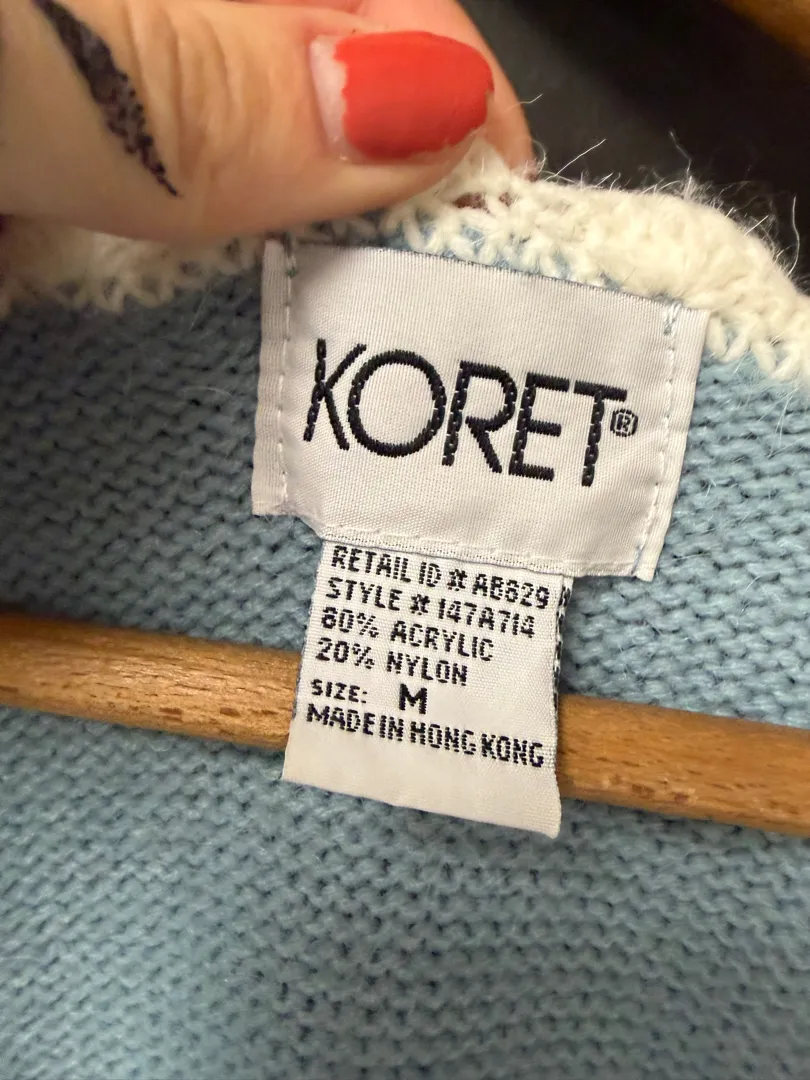 KORET®
RETAIL ID # AB829
STYLE # 147A714
80% ACRYLIC
20% NYLON
SIZE: M
MADE IN HONG KONG